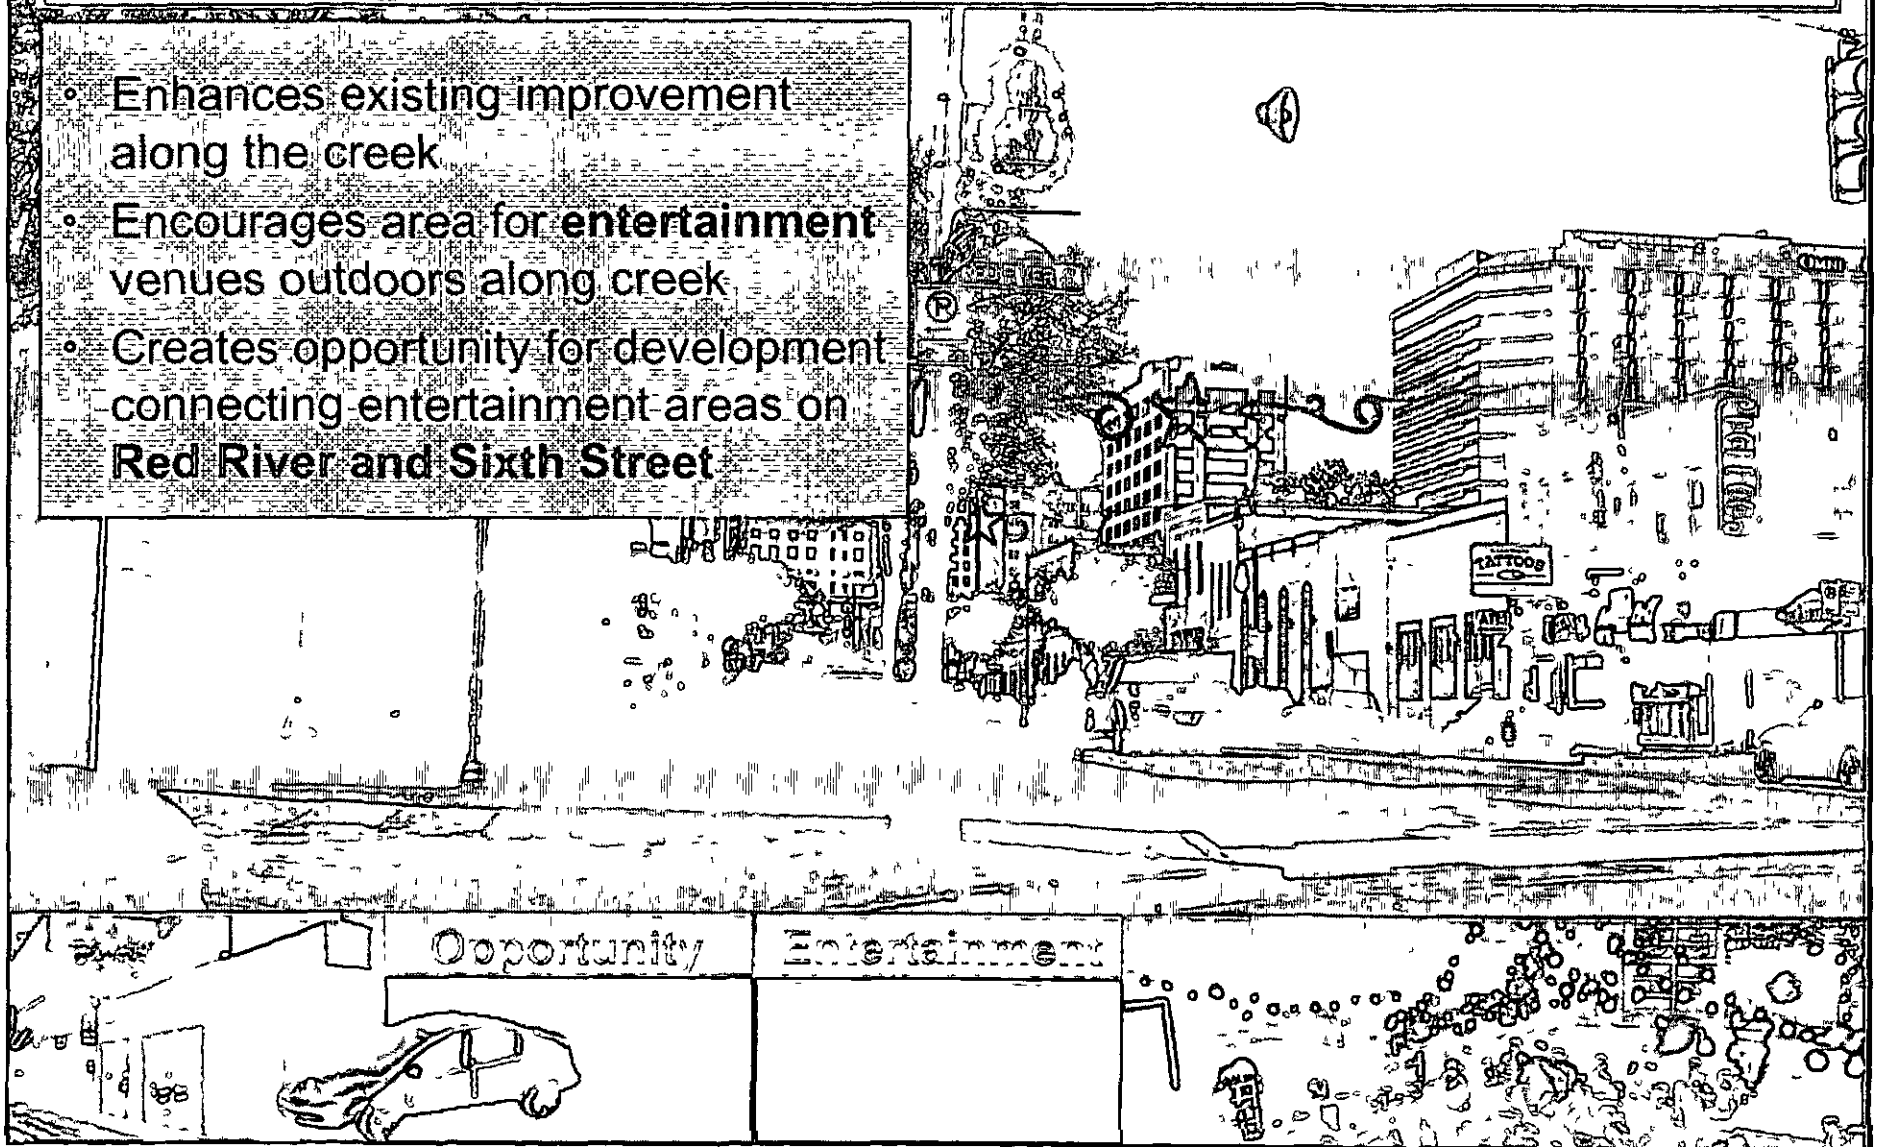 ◦ Enhances existing improvement
along the creek
◦ Encourages area for entertainment
venues outdoors along creek
◦ Creates opportunity for development
connecting entertainment areas on
Red River and Sixth Street
TATTOOS
Opportunity
Entertainment